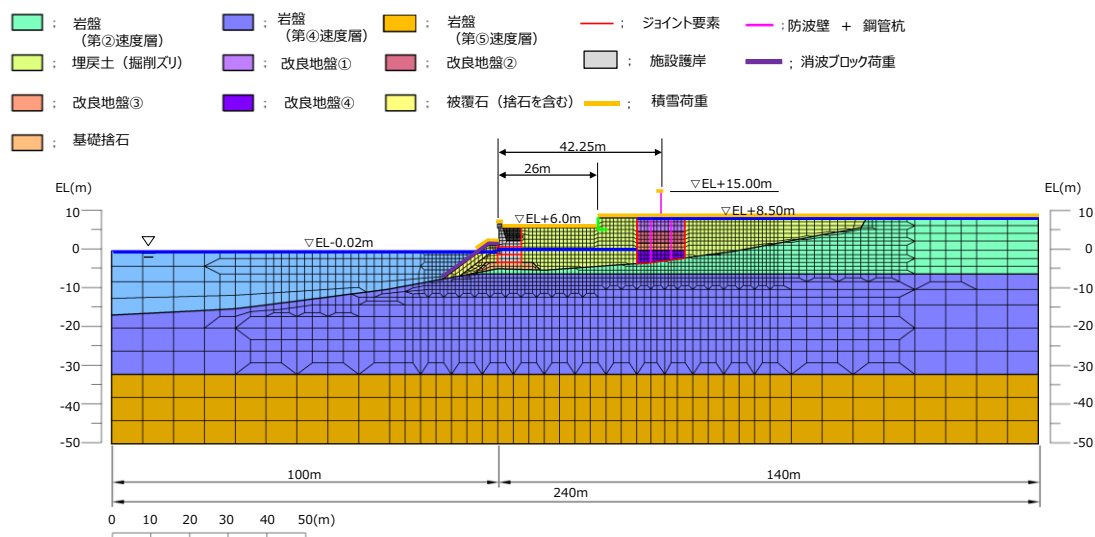 ; 岩盤 (第②速度層)
; 岩盤 (第④速度層)
; 岩盤 (第⑤速度層)
; ジョイント要素
; 防波壁 + 鋼管杭
; 埋戻土（掘削ズリ）
; 改良地盤①
; 改良地盤②
; 施設護岸
; 消波ブロック荷重
; 改良地盤③
; 改良地盤④
; 被覆石（捨石を含む）
; 積雪荷重
; 基礎捨石
42.25m
26m
EL(m)
EL(m)
▽EL+15.00m
▽EL+6.0m
▽EL+8.50m
▽EL-0.02m
10
0
-10
-20
-30
-40
-50
10
0
-10
-20
-30
-40
-50
100m
140m
240m
0 10 20 30 40 50(m)